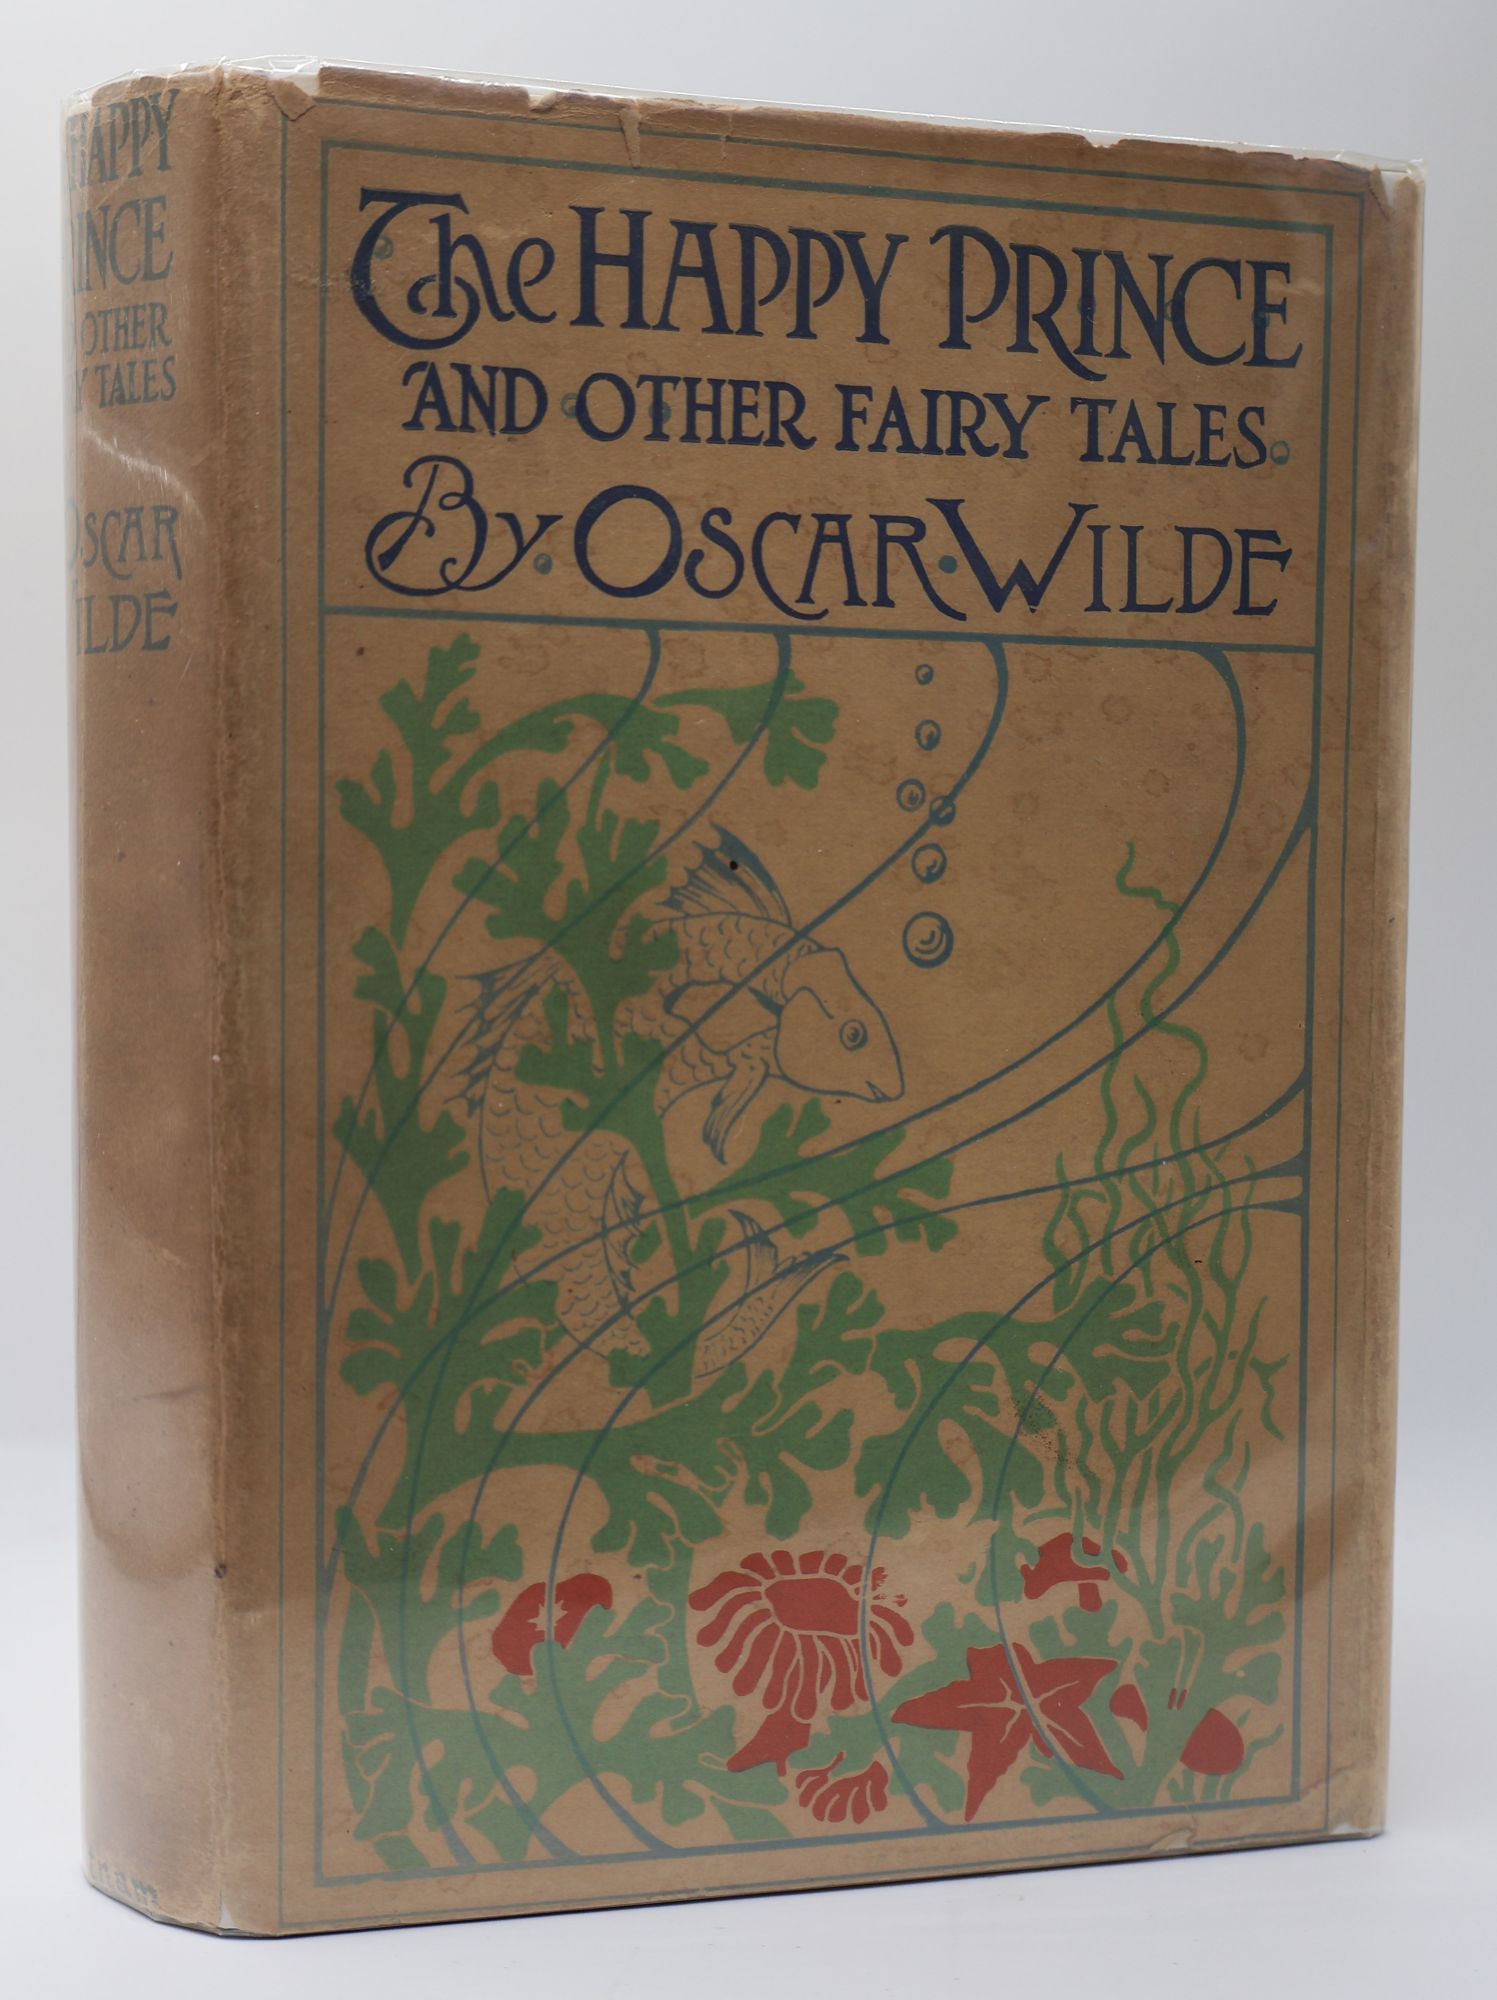 HAPPY
PRINCE
OTHER
TALES
OSCAR
WILDE
The HAPPY PRINCE
AND·OTHER FAIRY TALES·
By·OSCAR·WILDE